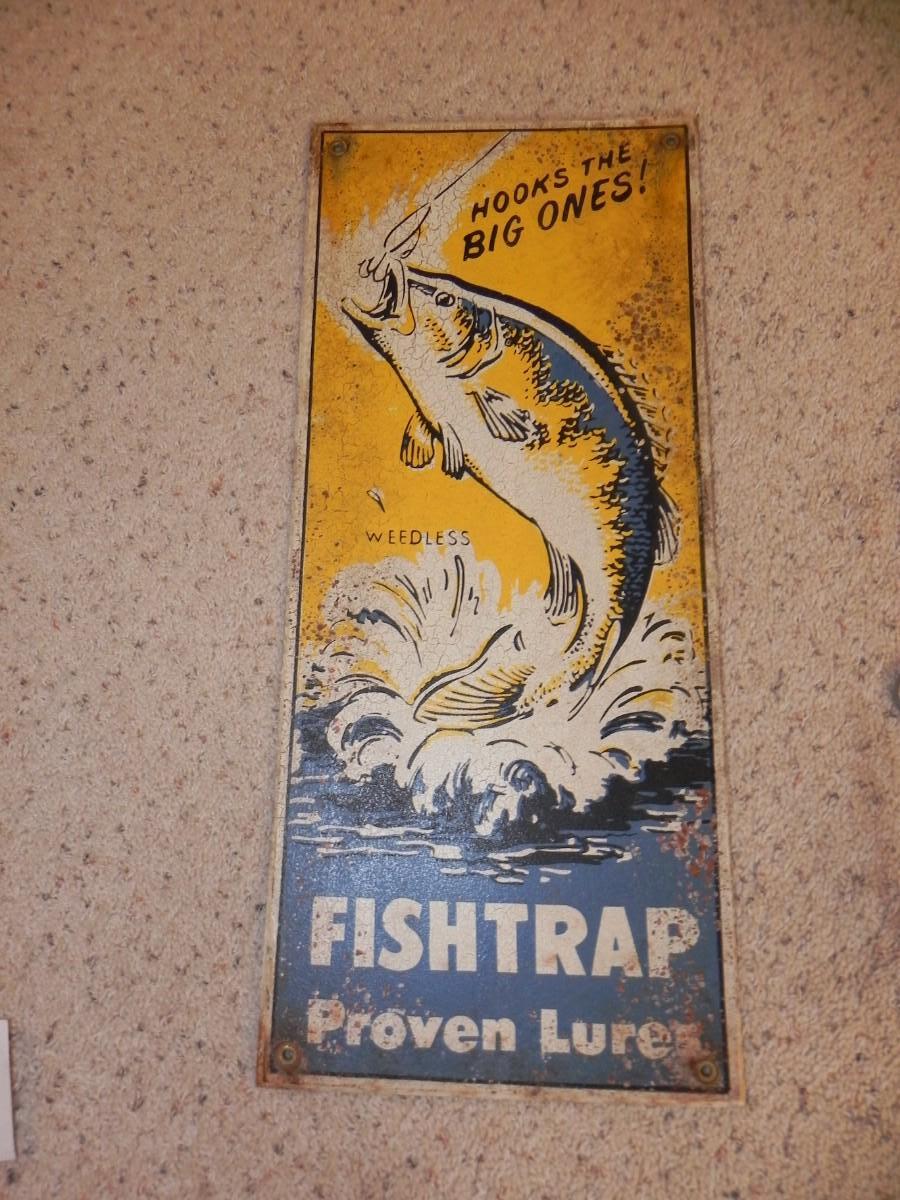 HOOKS THE
BIG ONES!
WEEDLESS
FISHTRAP
Proven Lures